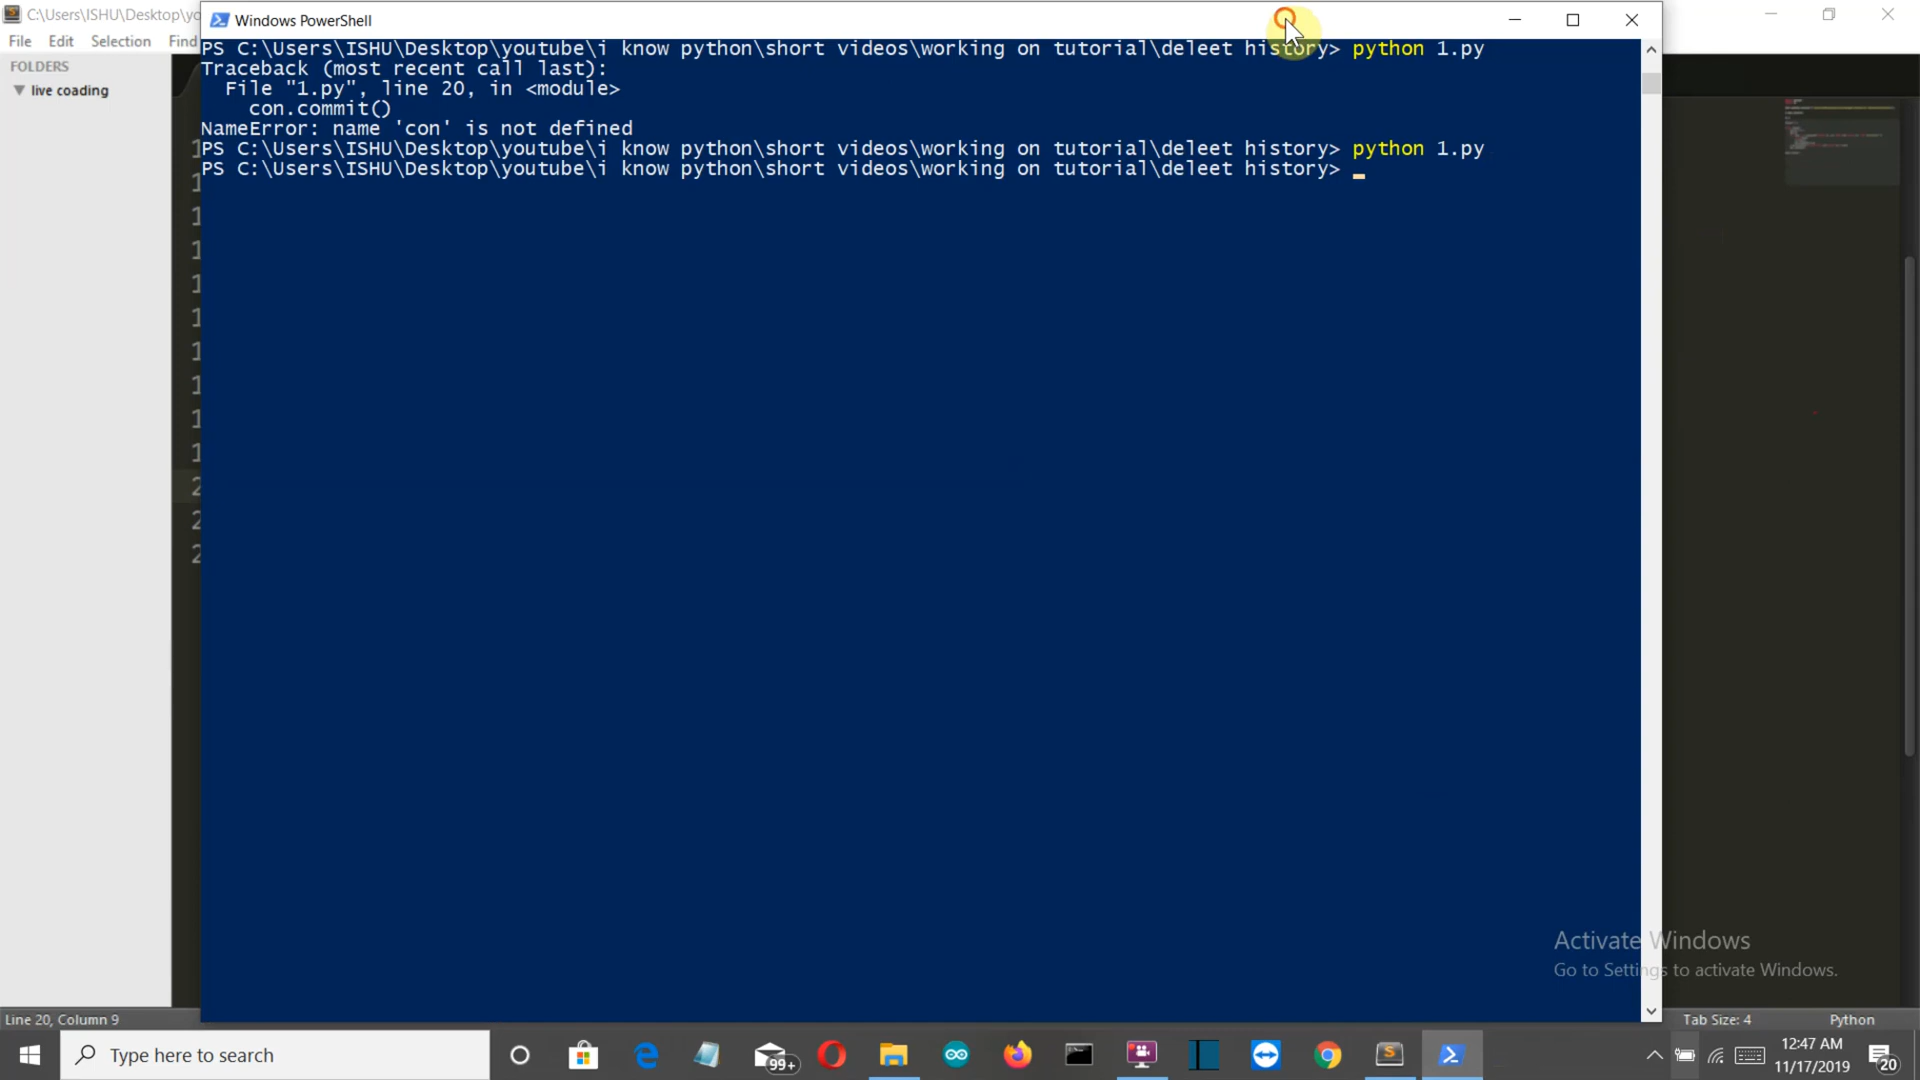 C:\Users\ISHU\Desktop\yo
Windows PowerShell
File Edit Selection Find
FOLDERS
live coading
PS C:\Users\ISHU\Desktop\youtube\i know python\short videos\working on tutorial\deleet history> python 1.py
Traceback (most recent call last):
File "1.py", line 20, in <module>
con.commit()
NameError: name 'con' is not defined
PS C:\Users\ISHU\Desktop\youtube\i know python\short videos\working on tutorial\deleet history> python 1.py
PS C:\Users\ISHU\Desktop\youtube\i know python\short videos\working on tutorial\deleet history>
Activate Windows
Go to Settings to activate Windows.
Line 20, Column 9
Tab Size: 4
Python
Type here to search
99+
12:47 AM
11/17/2019
20